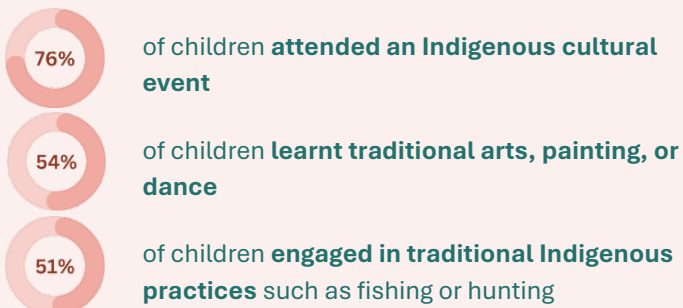 76%
of children attended an Indigenous cultural
event
54%
of children learnt traditional arts, painting, or
dance
51%
of children engaged in traditional Indigenous
practices such as fishing or hunting